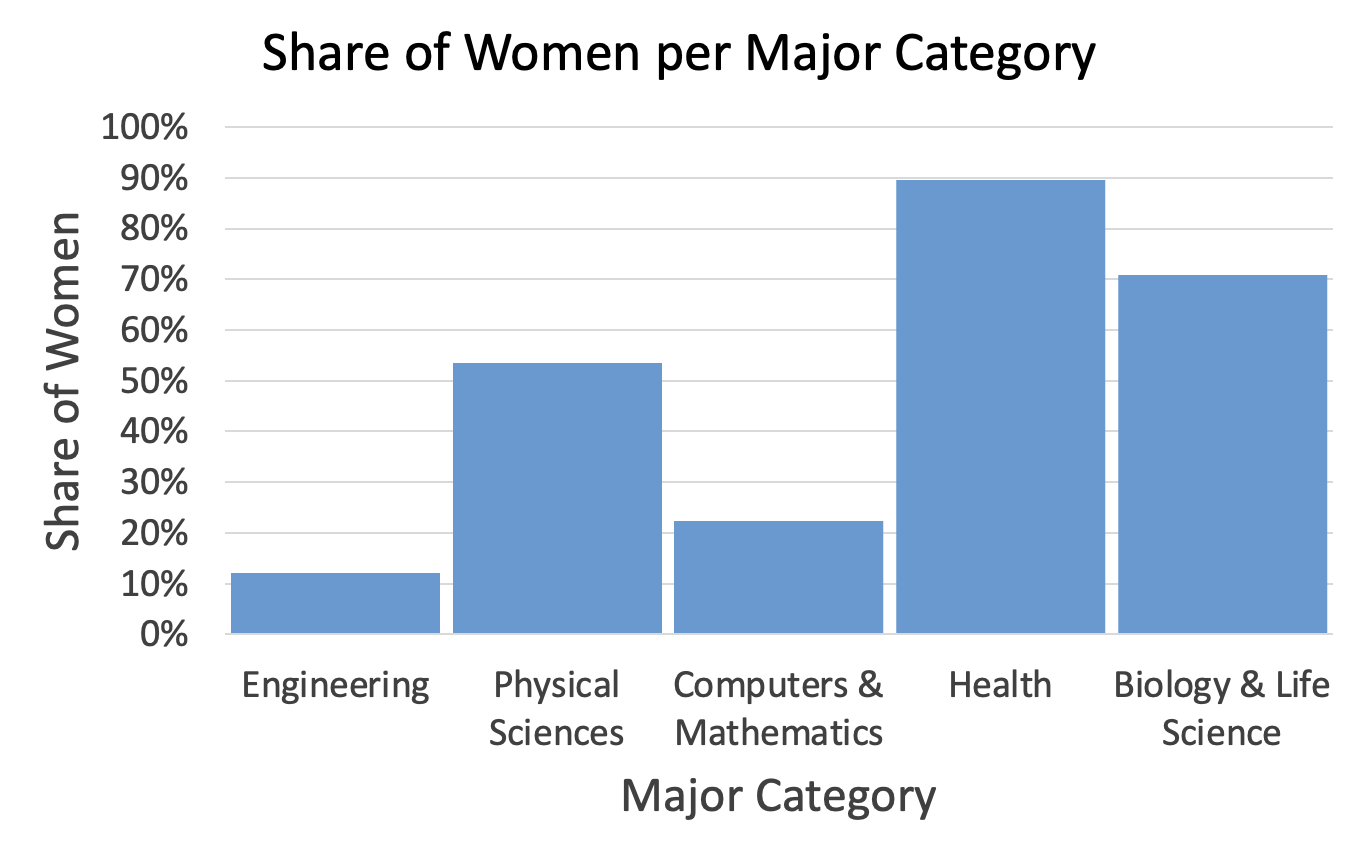 Share of Women per Major Category
100%
90%
80%
70%
60%
50%
40%
30%
20%
10%
0%
Share of Women
Engineering
Physical
Sciences
Computers &
Mathematics
Health
Biology & Life
Science
Major Category